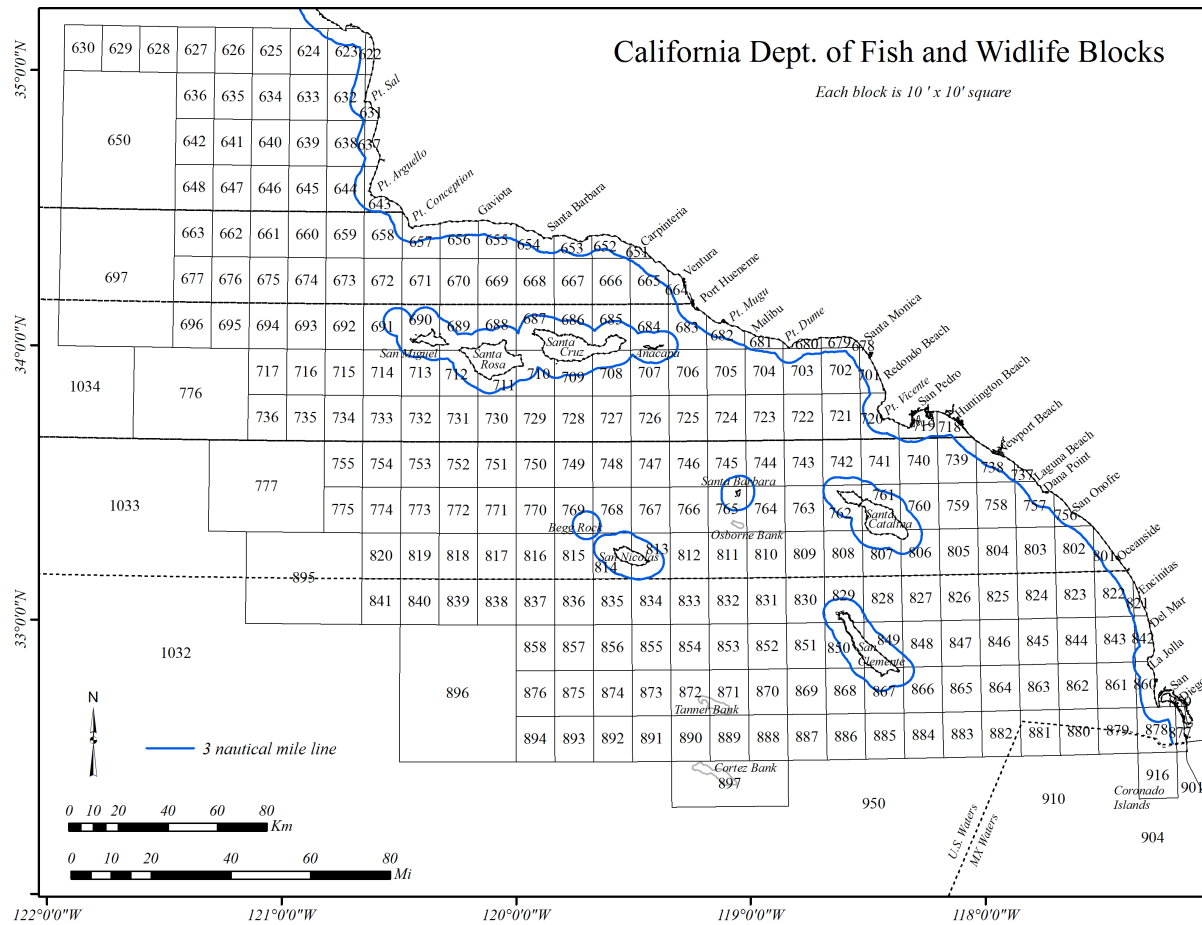 California Dept. of Fish and Widlife Blocks
Each block is 10 ' x 10' square
35°0'0"N
34°0'0"N
33°0'0"N
630 629 628 627 626 625 624 623 622
636 635 634 633 632 Pt. Sal
631
650
642 641 640 639 638 637
648 647 646 645 644 Pt. Arguello
643 Pt. Conception Gaviota Santa Barbara Carpinteria
663 662 661 660 659 658 657 656 655 654 653 652 651
697
677 676 675 674 673 672 671 670 669 668 667 666 665 664 Ventura
Port Hueneme Pt. Mugu Malibu Pt. Dume Santa Monica
696 695 694 693 692 691 690 689 688 687 686 685 684 683 682 681 680 679 678
San Miguel Santa Rosa Santa Cruz Anacapa
Redondo Beach
1034
776
717 716 715 714 713 712 711 710 709 708 707 706 705 704 703 702 701
Pt. Vicente San Pedro Huntington Beach
736 735 734 733 732 731 730 729 728 727 726 725 724 723 722 721 720 719 718
Newport Beach
Laguna Beach
Dana Point
San Onofre
777
755 754 753 752 751 750 749 748 747 746 745 744 743 742 741 740 739 738 737
Santa Barbara
1033
775 774 773 772 771 770 769 768 767 766 765 764 763 762 761 760 759 758 757 756
Begg Rock
Osborne Bank
Santa Catalina
820 819 818 817 816 815 814 813 812 811 810 809 808 807 806 805 804 803 802 801 Oceanside
San Nicolas
895
Encinitas
841 840 839 838 837 836 835 834 833 832 831 830 829 828 827 826 825 824 823 822 821
Del Mar
1032
858 857 856 855 854 853 852 851 850 849 848 847 846 845 844 843 842
San Clemente
La Jolla
896
876 875 874 873 872 871 870 869 868 867 866 865 864 863 862 861 860
San Diego
Tanner Bank
894 893 892 891 890 889 888 887 886 885 884 883 882 881 880 879 878 877
Cortez Bank
897
950
910
916
901
Coronado Islands
904
U.S. Waters
MX Waters
N
3 nautical mile line
0 10 20 40 60 80
Km
0 10 20 40 60 80
Mi
122°0'0"W 121°0'0"W 120°0'0"W 119°0'0"W 118°0'0"W